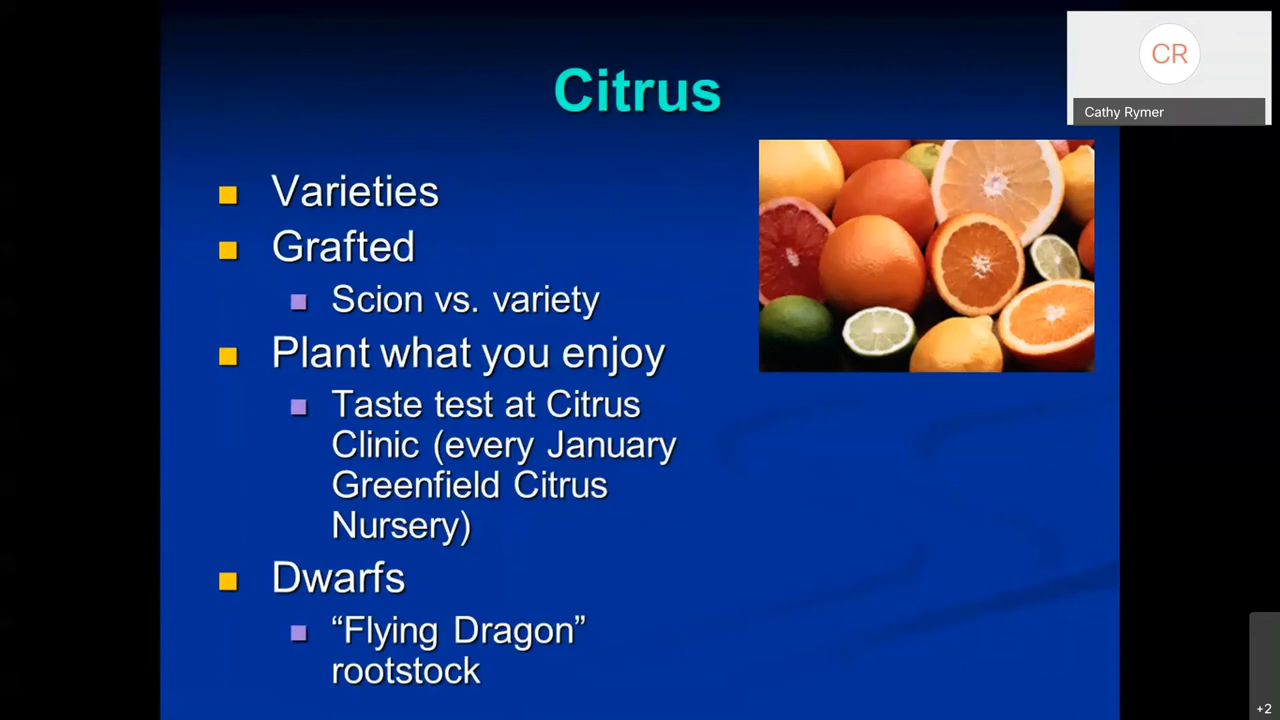 Citrus
CR
Cathy Rymer
Varieties
Grafted
Scion vs. variety
Plant what you enjoy
Taste test at Citrus
Clinic (every January
Greenfield Citrus
Nursery)
Dwarfs
“Flying Dragon”
rootstock
+2